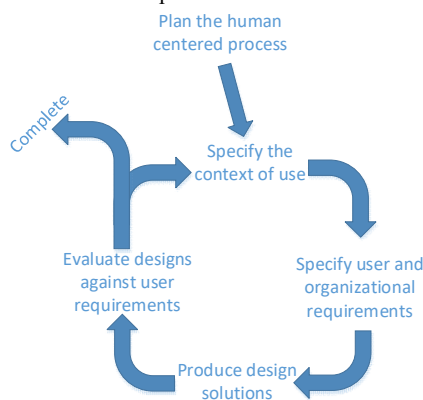 Plan the human
centered process
Complete
Specify the
context of use
Evaluate designs
against user
requirements
Specify user and
organizational
requirements
Produce design
solutions